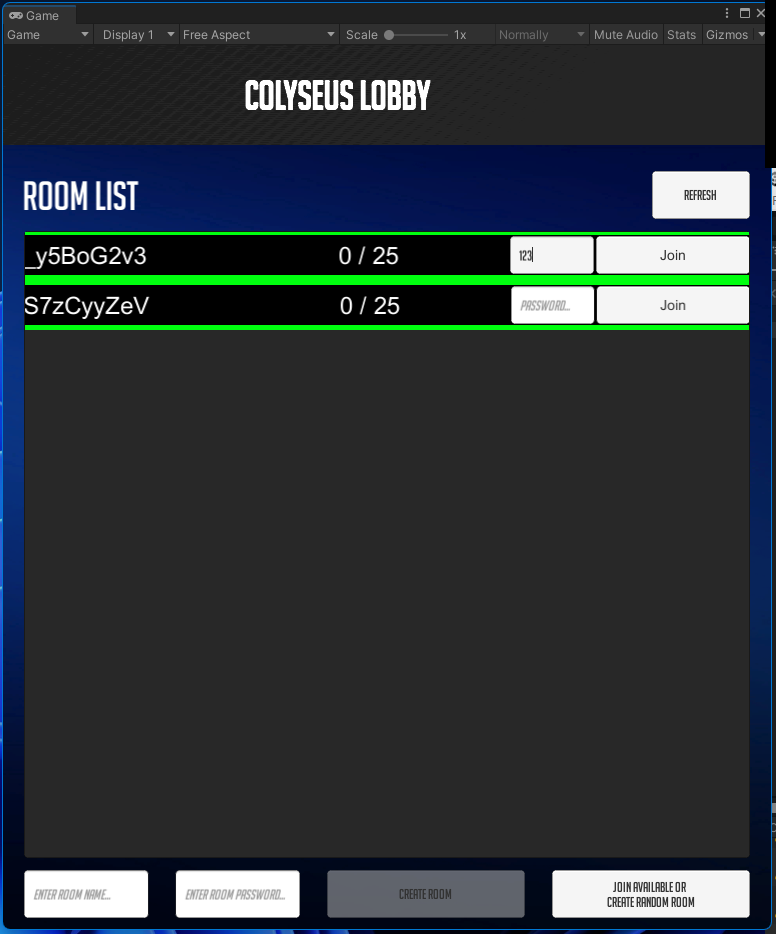 Game
Game Display 1 Free Aspect Scale 1x Normally Mute Audio Stats Gizmos
COLYSEUS LOBBY
ROOM LIST REFRESH
_y5BoG2v3 0 / 25 123 Join
S7zCyyZeV 0 / 25 PASSWORD... Join
ENTER ROOM NAME... ENTER ROOM PASSWORD... CREATE ROOM JOIN AVAILABLE OR
CREATE RANDOM ROOM